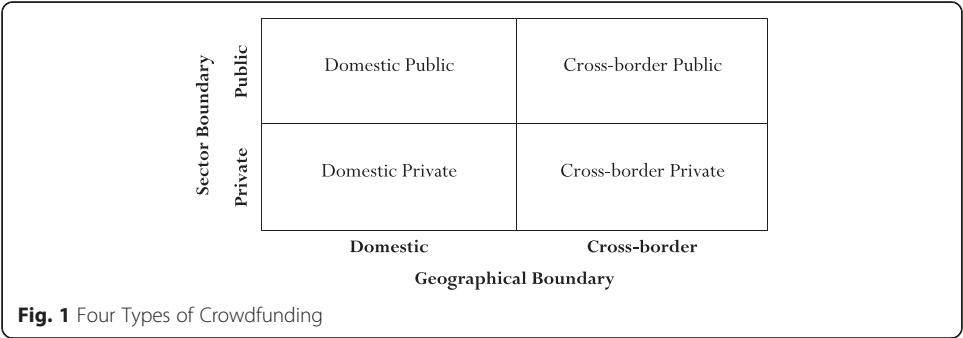 Sector Boundary
Public
Domestic Public
Cross-border Public
Private
Domestic Private
Cross-border Private
Domestic
Cross-border
Geographical Boundary
Fig. 1 Four Types of Crowdfunding